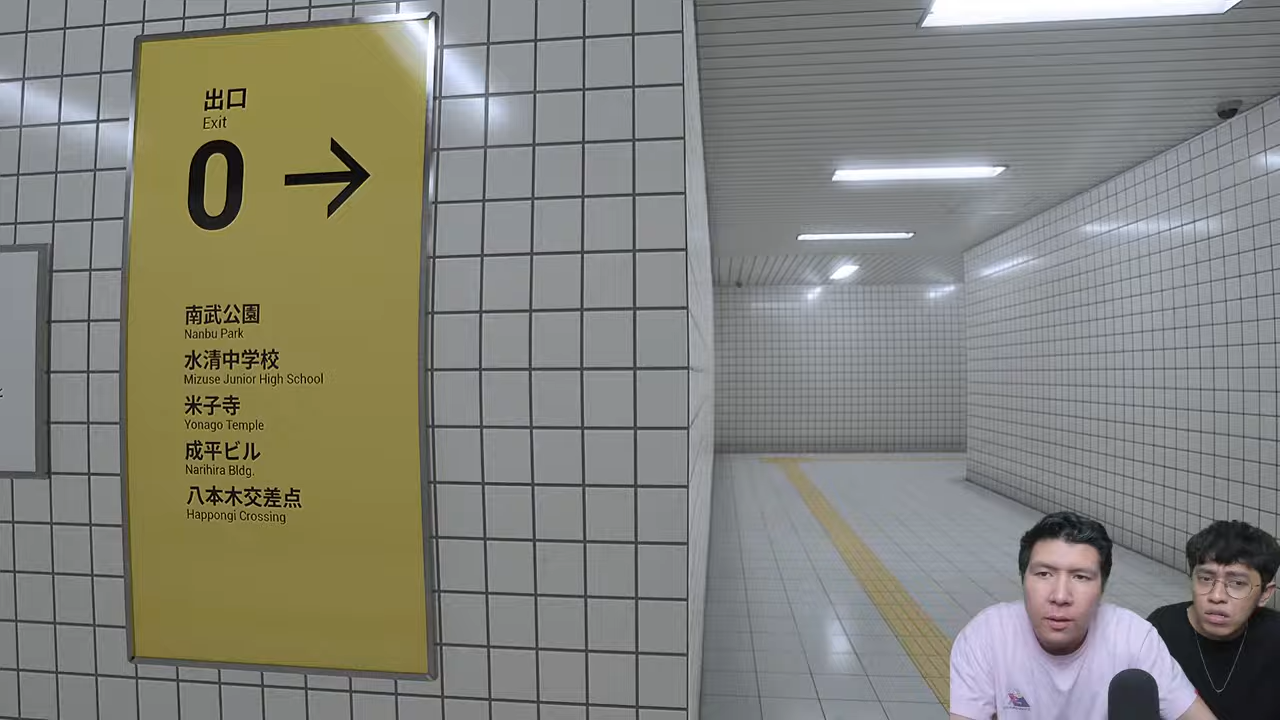 出口
Exit
0 →
南武公園
Nanbu Park
水清中学校
Mizuse Junior High School
米子寺
Yonago Temple
成平ビル
Narihira Bldg.
八本木交差点
Happongi Crossing